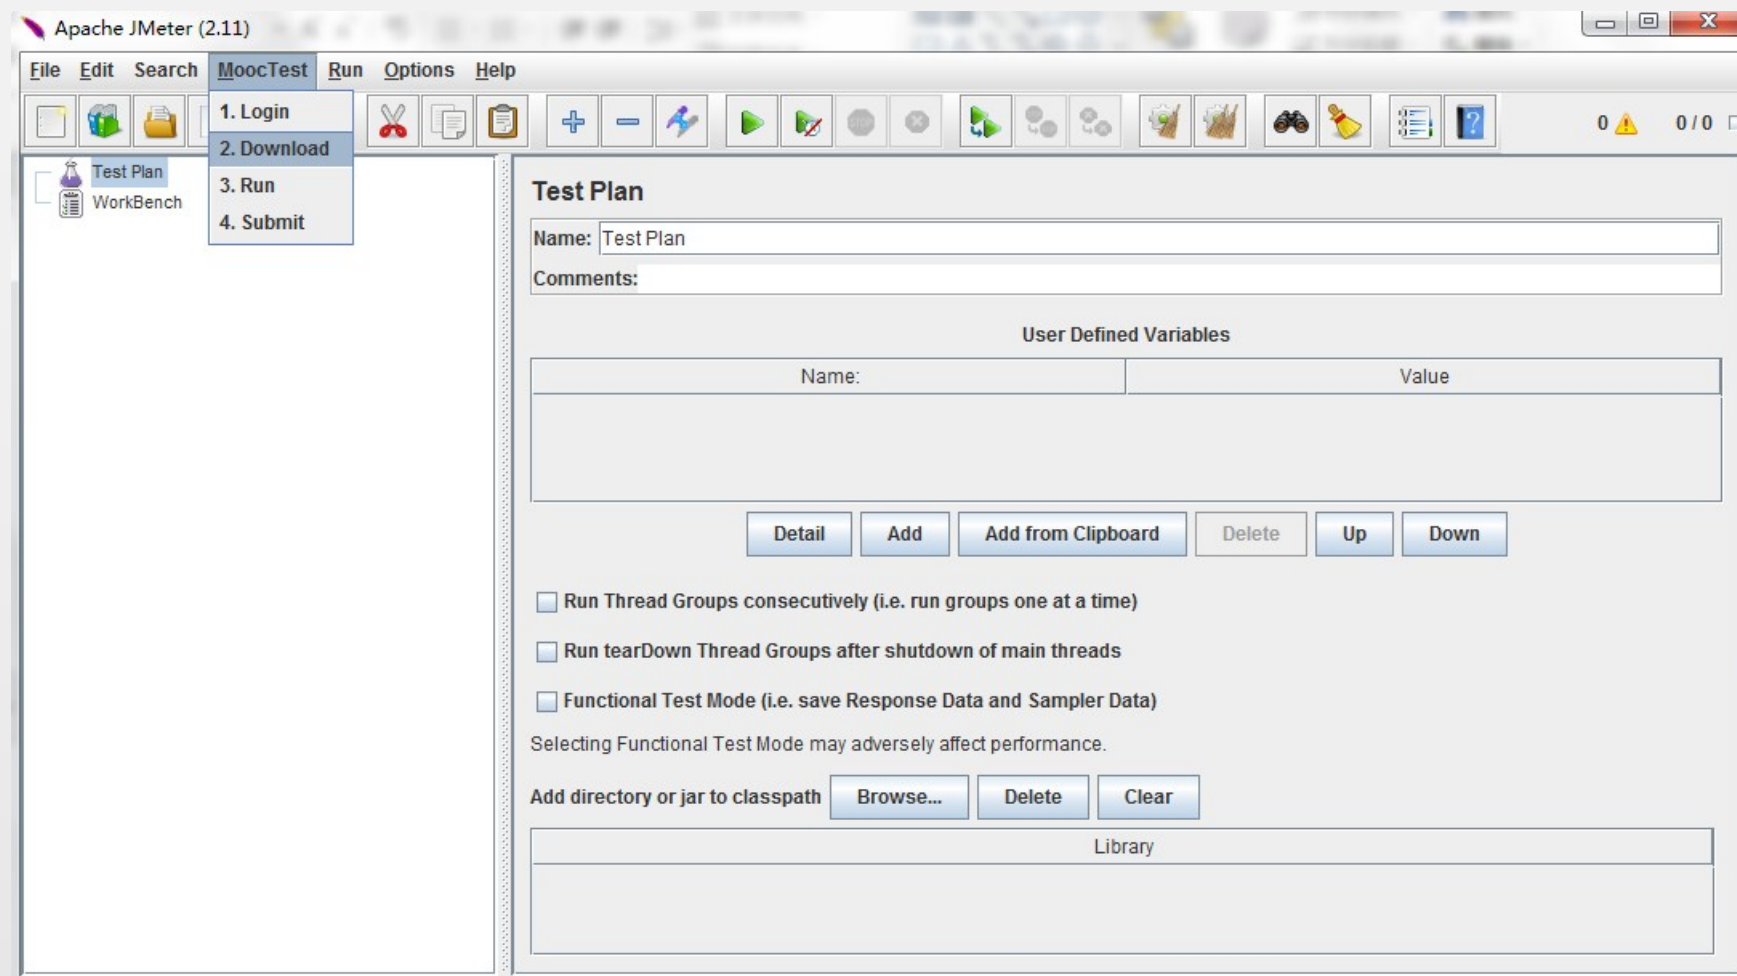 Apache JMeter (2.11)
File Edit Search MoocTest Run Options Help
1. Login
2. Download
3. Run
4. Submit
0 0 / 0
Test Plan
WorkBench
Test Plan
Name: Test Plan
Comments:
User Defined Variables
Name: Value
Detail Add Add from Clipboard Delete Up Down
Run Thread Groups consecutively (i.e. run groups one at a time)
Run tearDown Thread Groups after shutdown of main threads
Functional Test Mode (i.e. save Response Data and Sampler Data)
Selecting Functional Test Mode may adversely affect performance.
Add directory or jar to classpath Browse... Delete Clear
Library